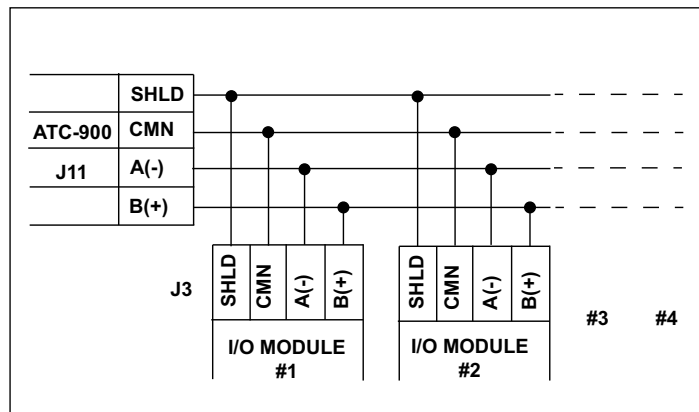 SHLD
ATC-900 CMN
J11 A(-)
B(+)
J3 SHLD CMN A(-) B(+) SHLD CMN A(-) B(+)
#3 #4
I/O MODULE I/O MODULE
#1 #2